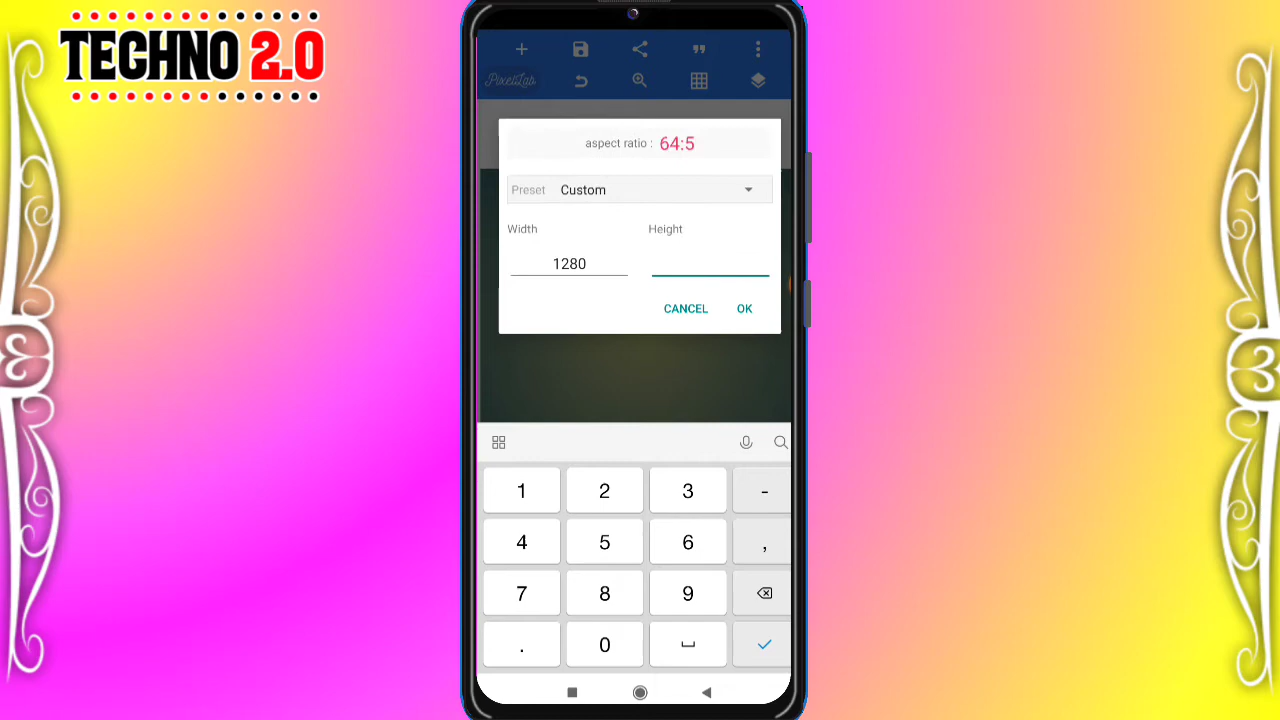 TECHNO 2.0
PixelLab
aspect ratio : 64:5
Preset Custom
Width Height
1280
CANCEL OK
1 2 3 -
4 5 6 ,
7 8 9
. 0